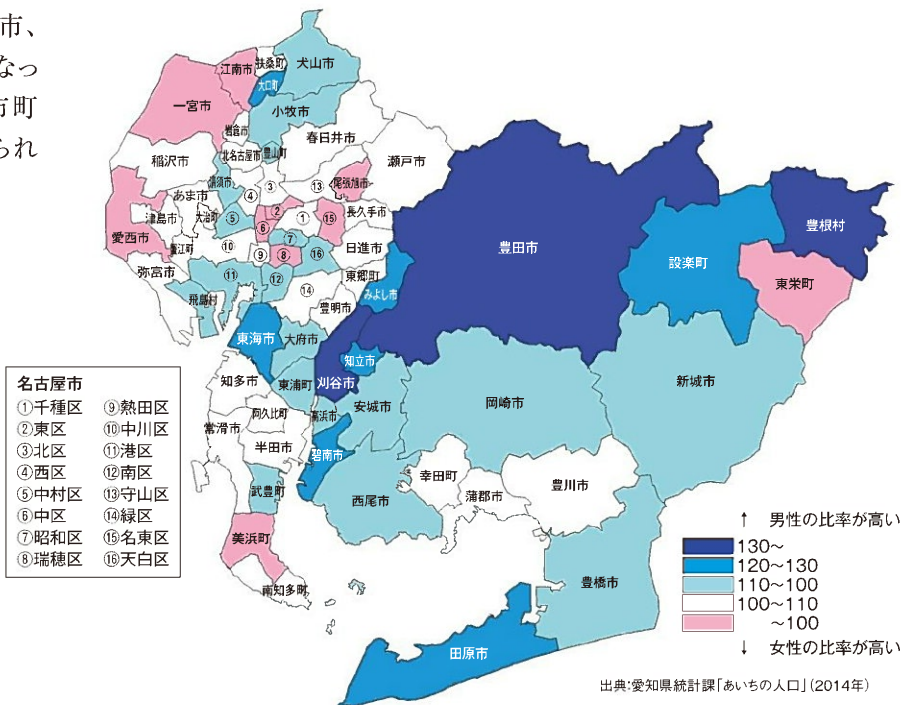 市、
なっ
市町
られ
扶桑町
犬山市
江南市
大口町
一宮市
小牧市
岩倉市
春日井市
北名古屋市
豊山町
瀬戸市
稲沢市
清須市
③
⑬
尾張旭市
④
あま市
②
津島市
大治町
⑤
①
⑮
長久手市
⑥
愛西市
⑦
蟹江町
⑩
⑨
⑧
⑯
日進市
豊田市
豊根村
弥富市
⑪
⑫
東郷町
設楽町
東栄町
飛島村
⑭
みよし市
豊明市
東海市
大府市
知立市
知多市
東浦町
刈谷市
新城市
岡崎市
阿久比町
高浜市
安城市
常滑市
半田市
碧南市
幸田町
豊川市
武豊町
西尾市
蒲郡市
美浜町
南知多町
豊橋市
田原市
名古屋市
①千種区 ⑨熱田区
②東区 ⑩中川区
③北区 ⑪港区
④西区 ⑫南区
⑤中村区 ⑬守山区
⑥中区 ⑭緑区
⑦昭和区 ⑮名東区
⑧瑞穂区 ⑯天白区
↑ 男性の比率が高い
130〜
120〜130
110〜100
100〜110
〜100
↓ 女性の比率が高い
出典:愛知県統計課「あいちの人口」(2014年)